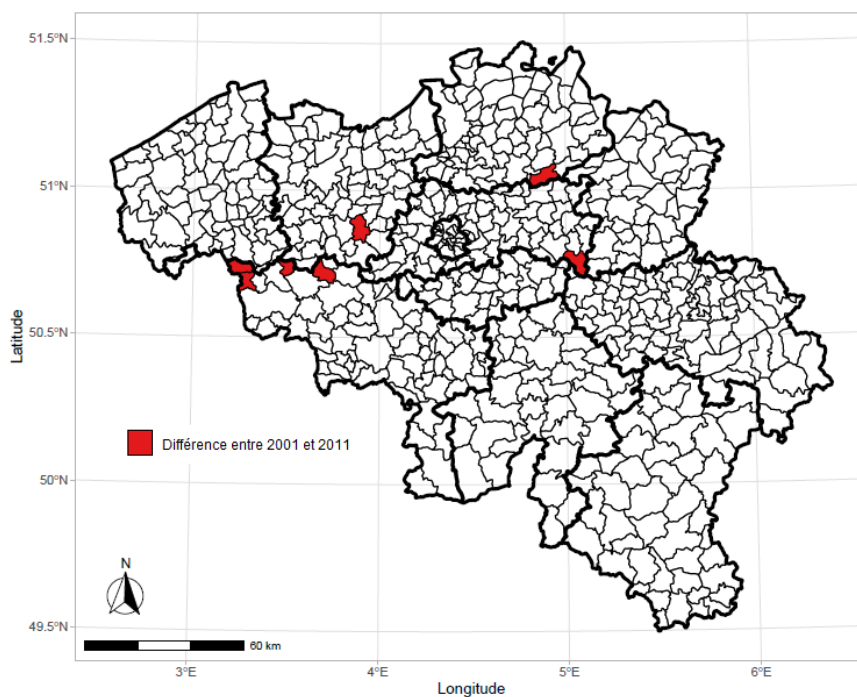 51.5°N
51°N
50.5°N
50°N
49.5°N
Latitude
Différence entre 2001 et 2011
N
60 km
3°E
4°E
5°E
6°E
Longitude